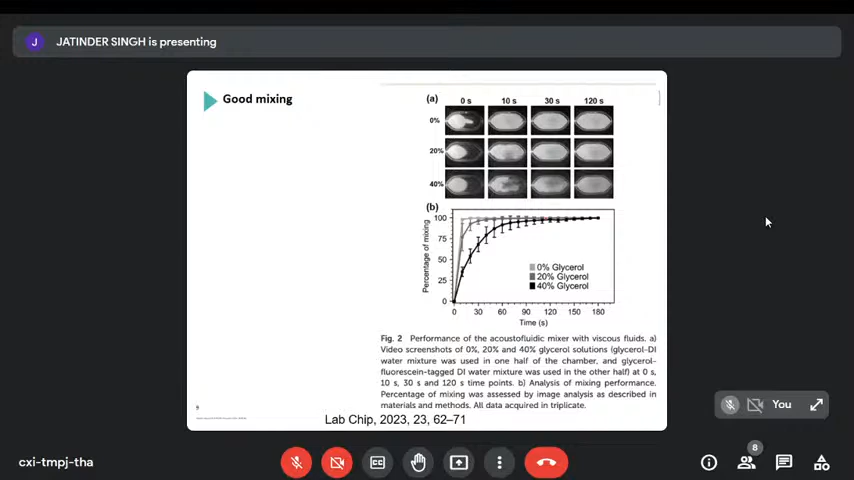 J JATINDER SINGH is presenting
Good mixing
(a) 0 s 10 s 30 s 120 s
0%
20%
40%
(b)
100
75
50
25
0
Percentage of mixing
0% Glycerol
20% Glycerol
40% Glycerol
0 30 60 90 120 150 180
Time (s)
Fig. 2 Performance of the acoustofluidic mixer with viscous fluids. a)
Video screenshots of 0%, 20% and 40% glycerol solutions (glycerol-DI
water mixture was used in one half of the chamber, and glycerol-
fluorescein-tagged DI water mixture was used in the other half) at 0 s,
10 s, 30 s and 120 s time points. b) Analysis of mixing performance.
Percentage of mixing was assessed by image analysis as described in
materials and methods. All data acquired in triplicate.
Lab Chip, 2023, 23, 62–71
You
8
cxi-tmpj-tha
CC